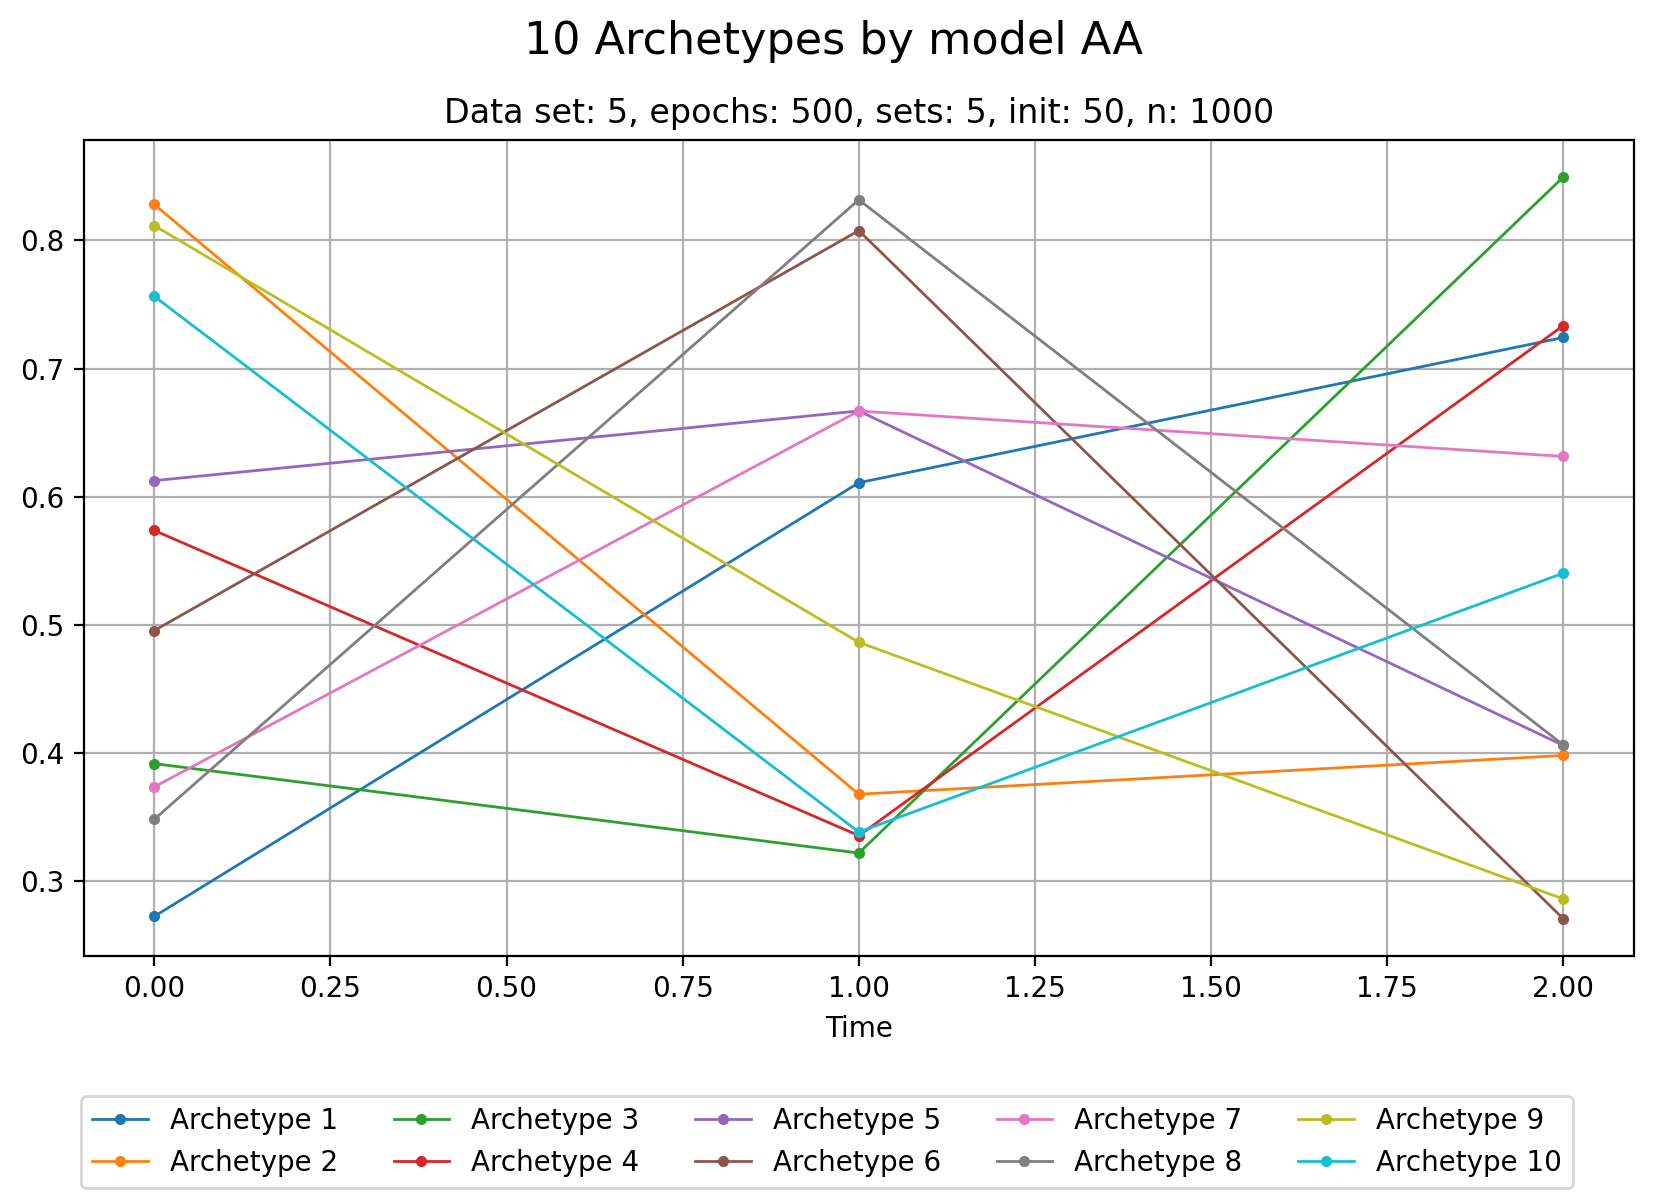 10 Archetypes by model AA
Data set: 5, epochs: 500, sets: 5, init: 50, n: 1000
0.8
0.7
0.6
0.5
0.4
0.3
0.00 0.25 0.50 0.75 1.00 1.25 1.50 1.75 2.00
Time
Archetype 1 Archetype 3 Archetype 5 Archetype 7 Archetype 9
Archetype 2 Archetype 4 Archetype 6 Archetype 8 Archetype 10